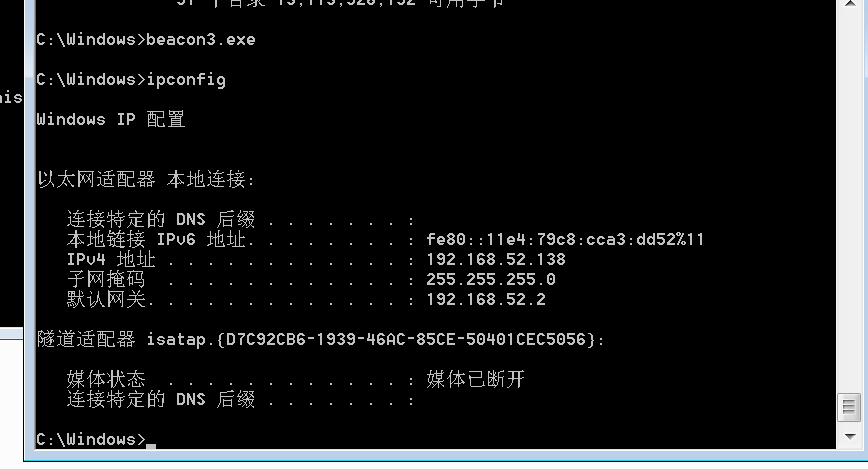 C:\Windows>beacon3.exe
C:\Windows>ipconfig
Windows IP 配置
以太网适配器 本地连接:
连接特定的 DNS 后缀 . . . . . . . :
本地链接 IPv6 地址. . . . . . . . : fe80::11e4:79c8:cca3:dd52%11
IPv4 地址 . . . . . . . . . . . . : 192.168.52.138
子网掩码 . . . . . . . . . . . . : 255.255.255.0
默认网关. . . . . . . . . . . . . : 192.168.52.2
隧道适配器 isatap.{D7C92CB6-1939-46AC-85CE-50401CEC5056}:
媒体状态 . . . . . . . . . . . . : 媒体已断开
连接特定的 DNS 后缀 . . . . . . . :
C:\Windows>